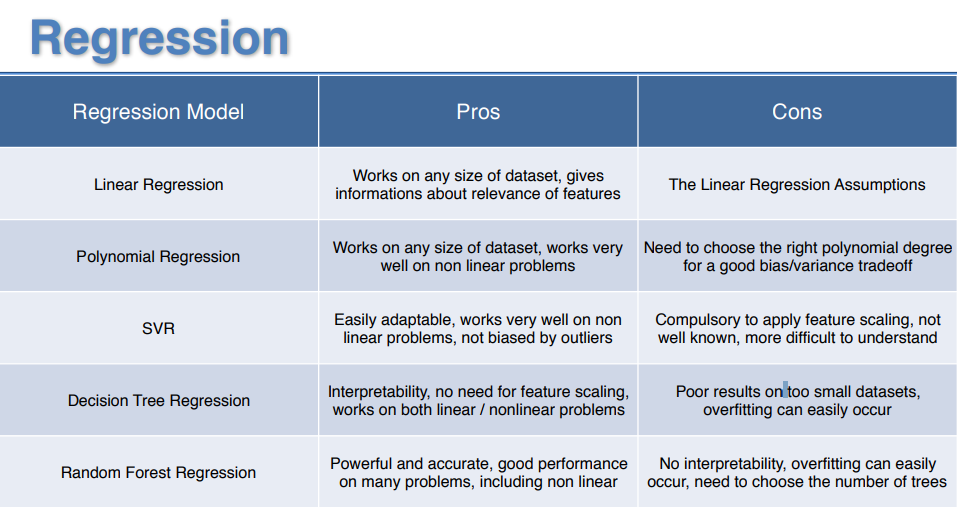 Regression
Regression Model
Pros
Cons
Linear Regression
Works on any size of dataset, gives
informations about relevance of features
The Linear Regression Assumptions
Polynomial Regression
Works on any size of dataset, works very
well on non linear problems
Need to choose the right polynomial degree
for a good bias/variance tradeoff
SVR
Easily adaptable, works very well on non
linear problems, not biased by outliers
Compulsory to apply feature scaling, not
well known, more difficult to understand
Decision Tree Regression
Interpretability, no need for feature scaling,
works on both linear / nonlinear problems
Poor results on too small datasets,
overfitting can easily occur
Random Forest Regression
Powerful and accurate, good performance
on many problems, including non linear
No interpretability, overfitting can easily
occur, need to choose the number of trees